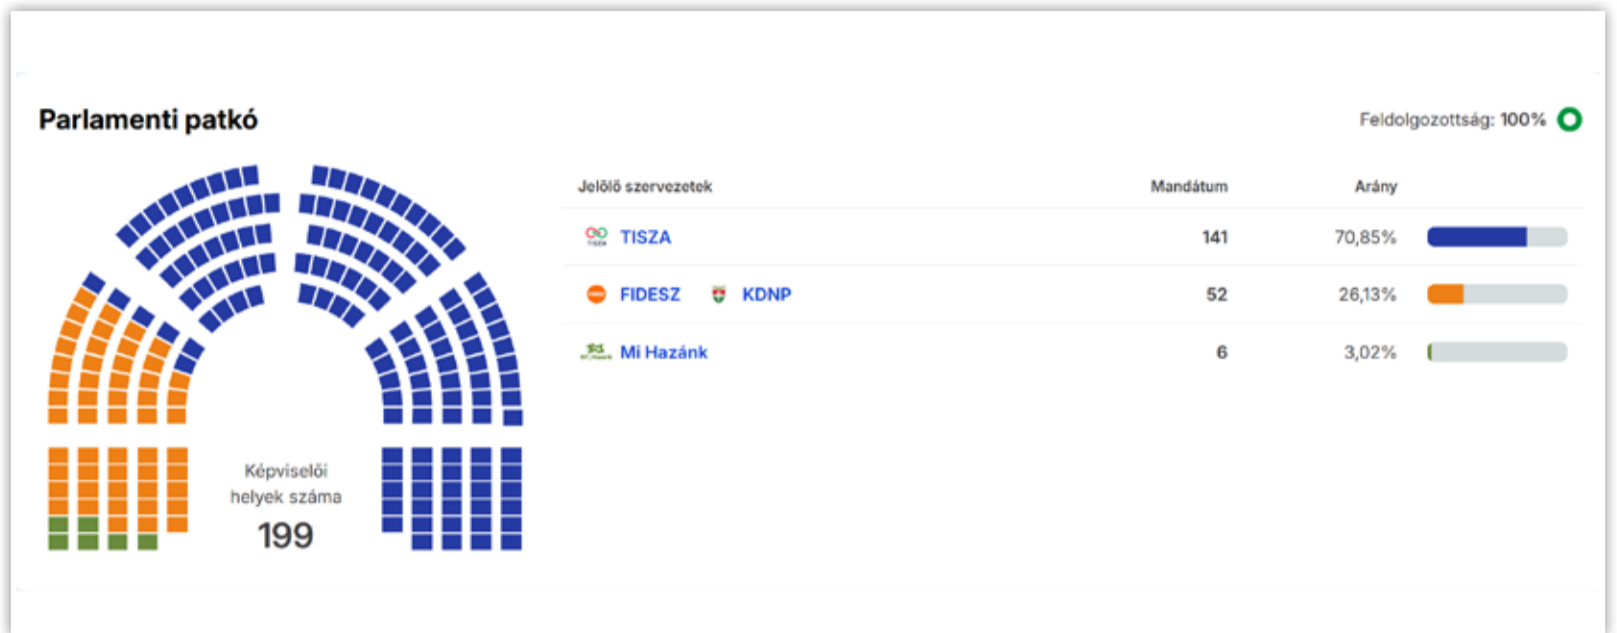 Parlamenti patkó
Feldolgozottság: 100%
Jelölő szervezetek Mandátum Arány
TISZA TISZA 141 70,85%
FIDESZ KDNP 52 26,13%
Mi Hazánk 6 3,02%
Képviselői
helyek száma
199